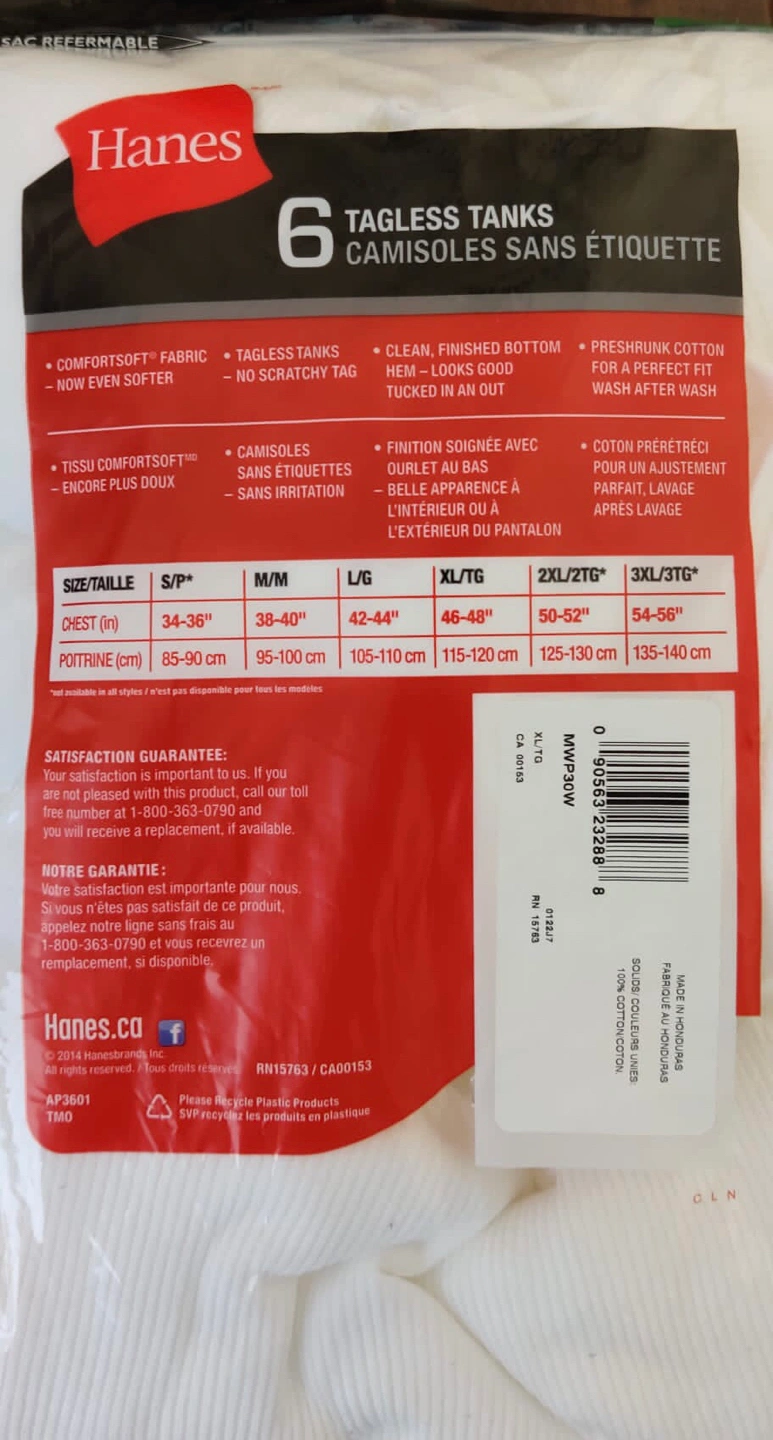 SAC REFERMABLE
Hanes
6
TAGLESS TANKS
CAMISOLES SANS ÉTIQUETTE
• COMFORTSOFT® FABRIC
– NOW EVEN SOFTER
• TAGLESS TANKS
– NO SCRATCHY TAG
• CLEAN, FINISHED BOTTOM
HEM – LOOKS GOOD
TUCKED IN AN OUT
• PRESHRUNK COTTON
FOR A PERFECT FIT
WASH AFTER WASH
• TISSU COMFORTSOFT MD
– ENCORE PLUS DOUX
• CAMISOLES
SANS ÉTIQUETTES
– SANS IRRITATION
• FINITION SOIGNÉE AVEC
OURLET AU BAS
– BELLE APPARENCE À
L'INTÉRIEUR OU À
L'EXTÉRIEUR DU PANTALON
• COTON PRÉRÉTRÉCI
POUR UN AJUSTEMENT
PARFAIT, LAVAGE
APRÈS LAVAGE
SIZE/TAILLE S/P* M/M L/G XL/TG 2XL/2TG* 3XL/3TG*
CHEST (in) 34-36" 38-40" 42-44" 46-48" 50-52" 54-56"
POITRINE (cm) 85-90 cm 95-100 cm 105-110 cm 115-120 cm 125-130 cm 135-140 cm
*not available in all styles / n'est pas disponible pour tous les modèles
SATISFACTION GUARANTEE:
Your satisfaction is important to us. If you
are not pleased with this product, call our toll
free number at 1-800-363-0790 and
you will receive a replacement, if available.
NOTRE GARANTIE :
Votre satisfaction est importante pour nous.
Si vous n'êtes pas satisfait de ce produit,
appelez notre ligne sans frais au
1-800-363-0790 et vous recevrez un
remplacement, si disponible.
Hanes.ca f
© 2014 Hanesbrands Inc.
All rights reserved. / Tous droits réservés
RN15763 / CA00153
AP3601
TMO
Please Recycle Plastic Products
SVP recyclez les produits en plastique
0 90563 23288 8
MWP30W
XL/TG
CA 00153
0122J7
RN 15763
MADE IN HONDURAS
FABRIQUÉ AU HONDURAS
SOLIDS/ COULEURS UNIES:
100% COTTON/COTON.
CLN